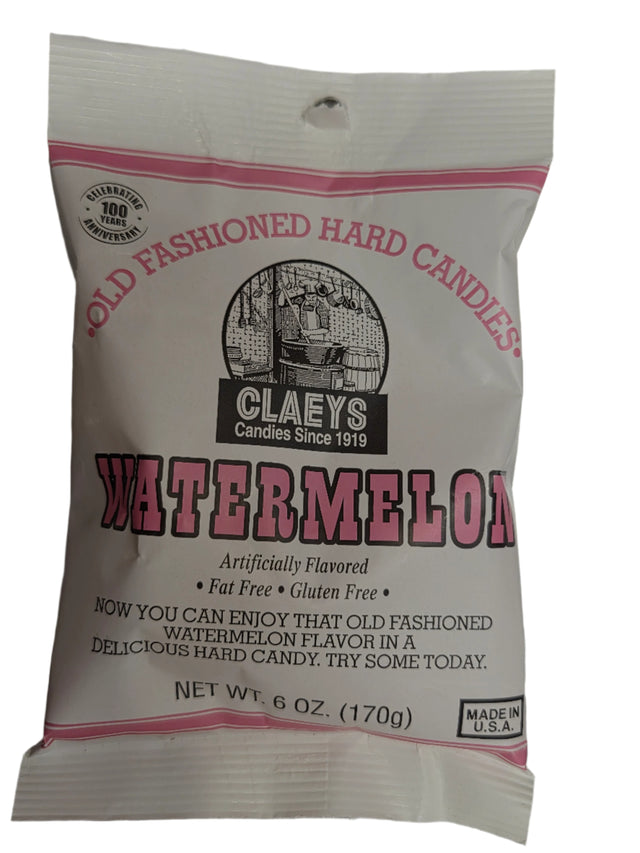 CELEBRATING
100
YEARS
ANNIVERSARY
•OLD FASHIONED HARD CANDIES•
CLAEYS
Candies Since 1919
WATERMELON
Artificially Flavored
• Fat Free • Gluten Free •
NOW YOU CAN ENJOY THAT OLD FASHIONED
WATERMELON FLAVOR IN A
DELICIOUS HARD CANDY. TRY SOME TODAY.
NET WT. 6 OZ. (170g)
MADE IN
U.S.A.